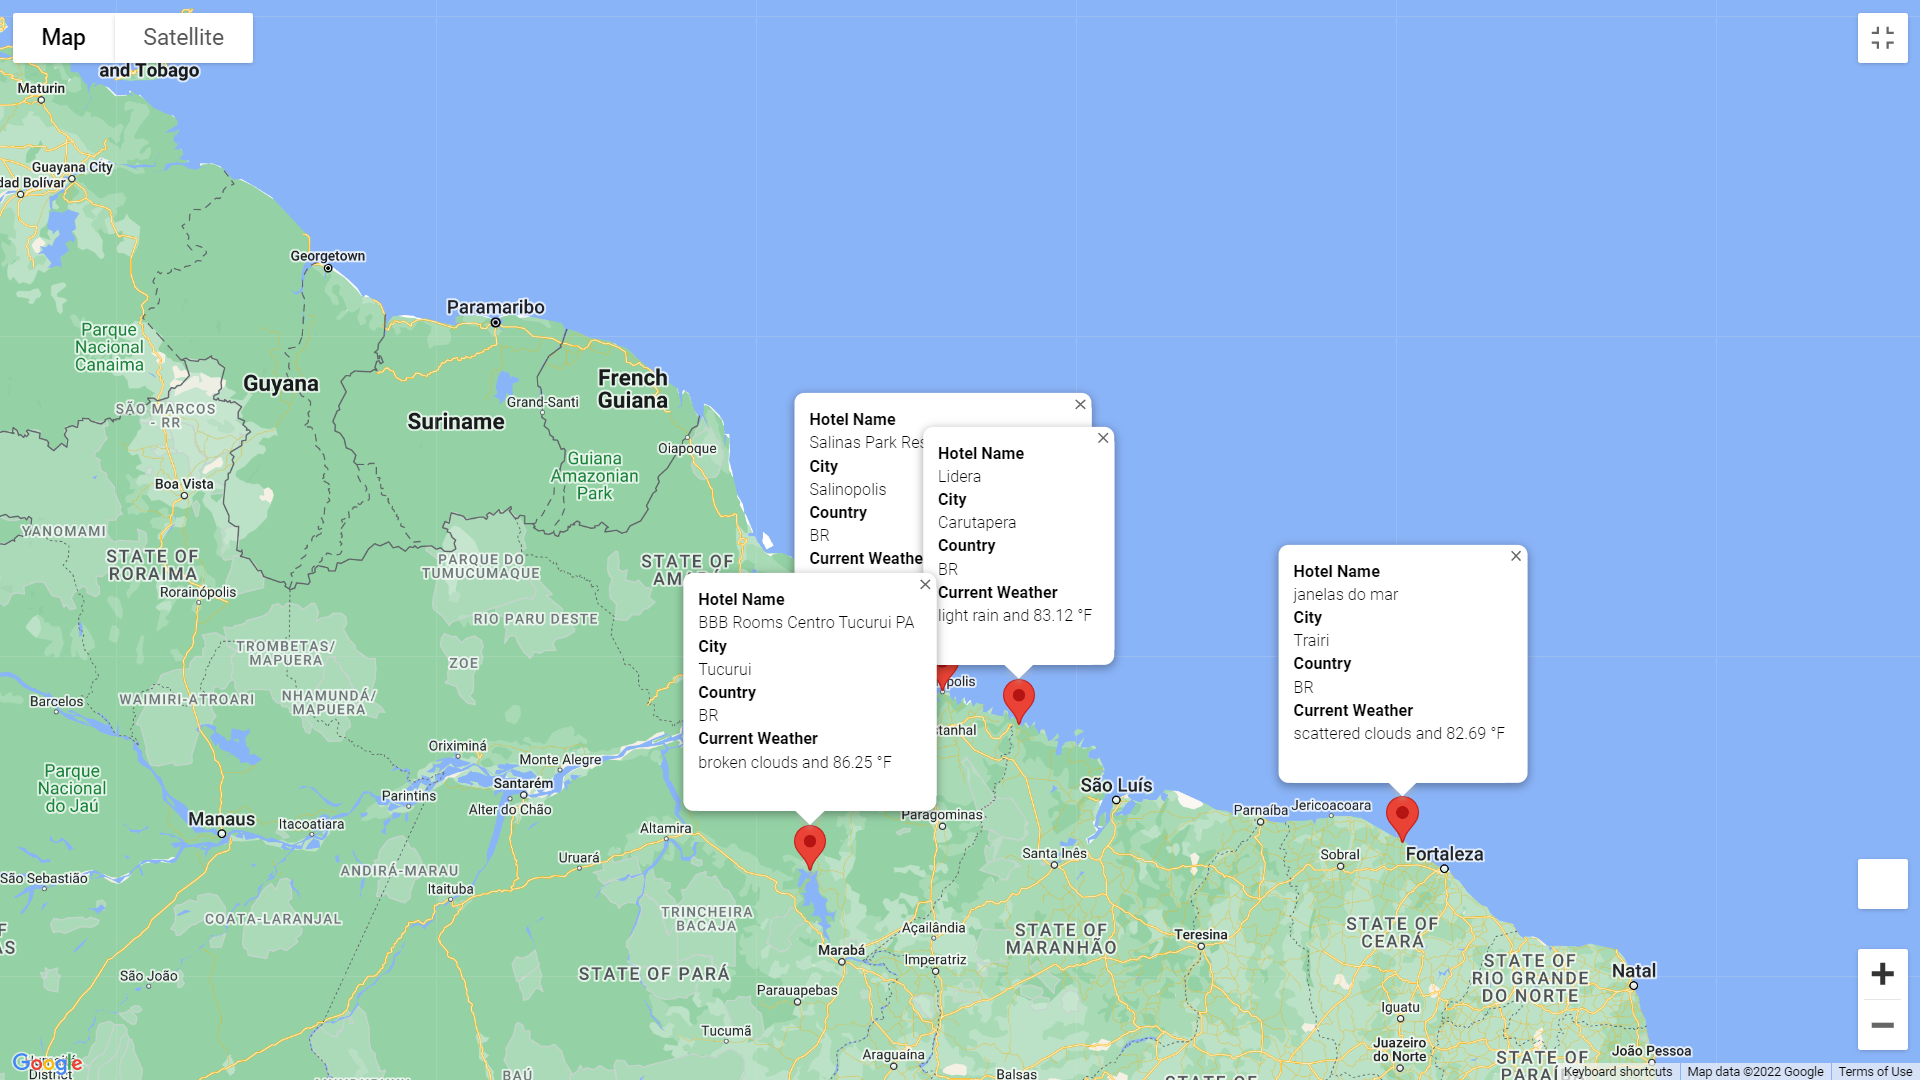 Map
Satellite
and Tobago
Maturin
Guayana City
dad Bolívar
Georgetown
Paramaribo
Parque
Nacional
Canaima
Guyana
Suriname
French
Guiana
Grand-Santi
SÃO MARCOS
- RR
Oiapoque
Guiana
Amazonian
Park
Boa Vista
YANOMAMI
STATE OF
RORAIMA
PARQUE DO
TUMUCUMAQUE
STATE OF
Rorainópolis
RIO PARU DESTE
TROMBETAS/
MAPUERA
ZOE
WAIMIRI-ATROARI
NHAMUNDÁ/
MAPUERA
Barcelos
Hotel Name
Salinas Park Res
City
Salinopolis
Country
BR
Current Weathe
Hotel Name
Lidera
City
Carutapera
Country
BR
Current Weather
light rain and 83.12 °F
Hotel Name
BBB Rooms Centro Tucurui PA
City
Tucurui
Country
BR
Current Weather
broken clouds and 86.25 °F
Hotel Name
janelas do mar
City
Trairi
Country
BR
Current Weather
scattered clouds and 82.69 °F
polis
stanhal
Oriximiná
Monte Alegre
Parque
Nacional
do Jaú
Parintins
Santarém
Alter do Chão
São Luís
Parnaíba
Jericoacoara
Manaus
Itacoatiara
Altamira
Paragominas
Uruará
Santa Inês
Sobral
Fortaleza
São Sebastião
ANDIRÁ-MARAU
Itaituba
COATA-LARANJAL
TRINCHEIRA
BACAJA
Açailândia
STATE OF
MARANHÃO
Teresina
STATE OF
CEARÁ
Marabá
Imperatriz
STATE OF
RIO GRANDE
DO NORTE
Natal
São João
STATE OF PARÁ
Parauapebas
Iguatu
Tucumã
Araguaína
Juazeiro
do Norte
João Pessoa
STATE OF
Balsas
BAÚ
Google
District
Keyboard shortcuts
Map data ©2022 Google
Terms of Use